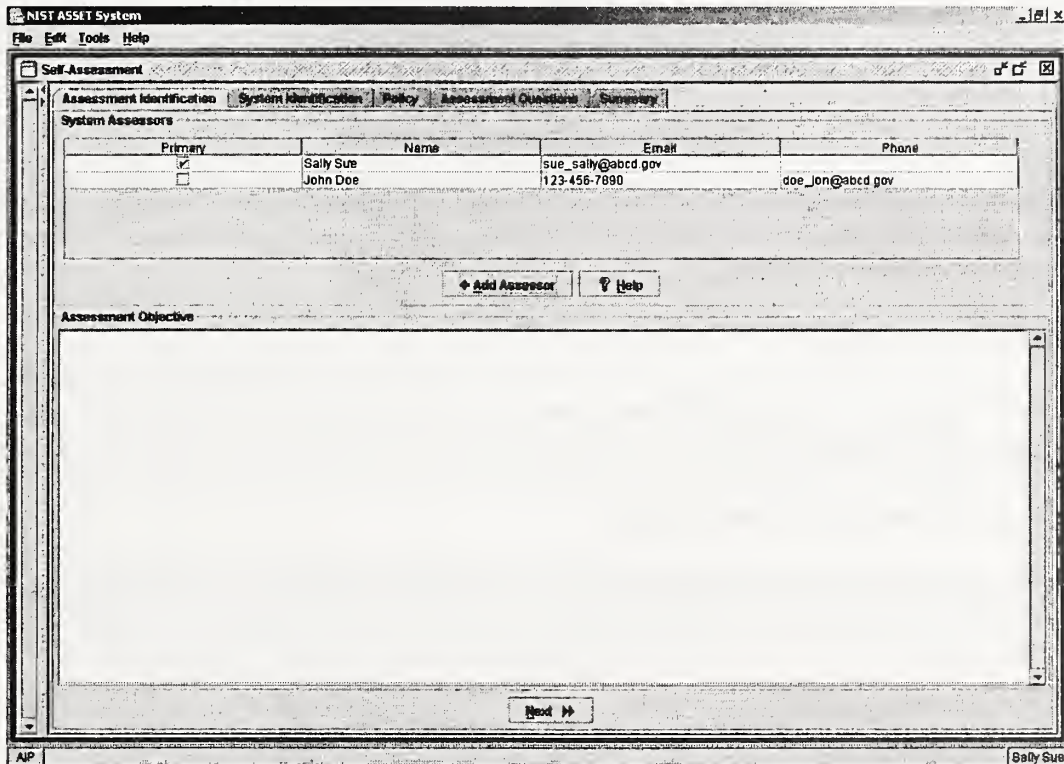 NIST ASSET System
File Edit Tools Help
Self-Assessment
Assessment Identification System Identification Policy Assessment Questions Summary
System Assessors
Primary Name Email Phone
Sally Sue sue_sally@abcd.gov
John Doe 123-456-7890 doe_jon@abcd.gov
Add Assessor Help
Assessment Objective
Next
AIP Sally Sue